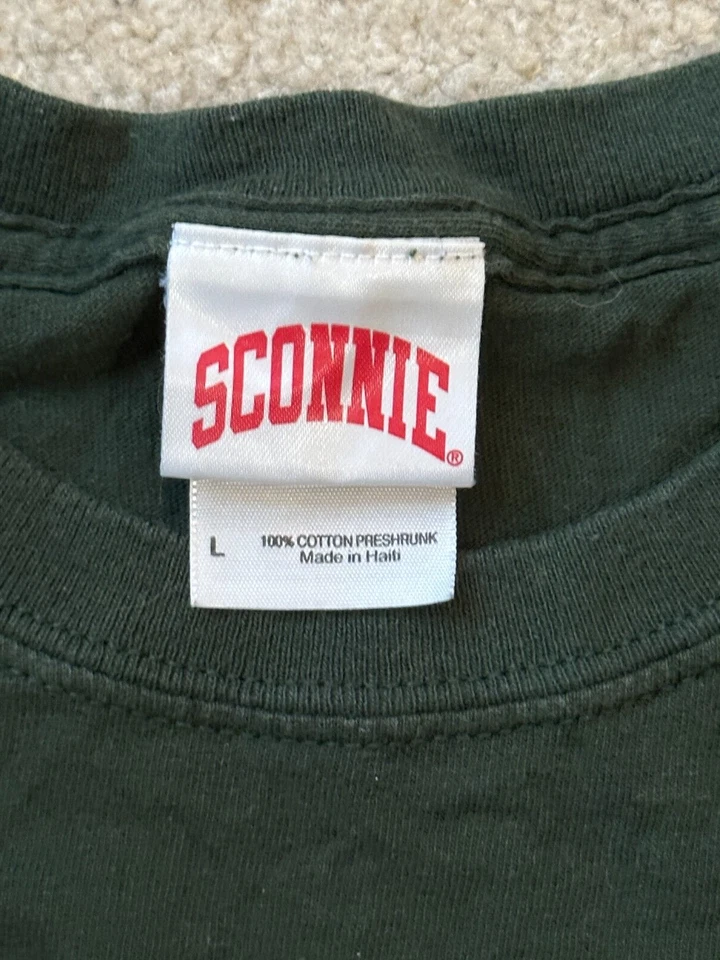 SCONNIE®
L 100% COTTON PRESHRUNK
Made in Haiti